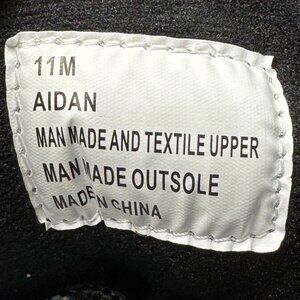 11M
AIDAN
MAN MADE AND TEXTILE UPPER
MAN MADE OUTSOLE
MADE IN CHINA